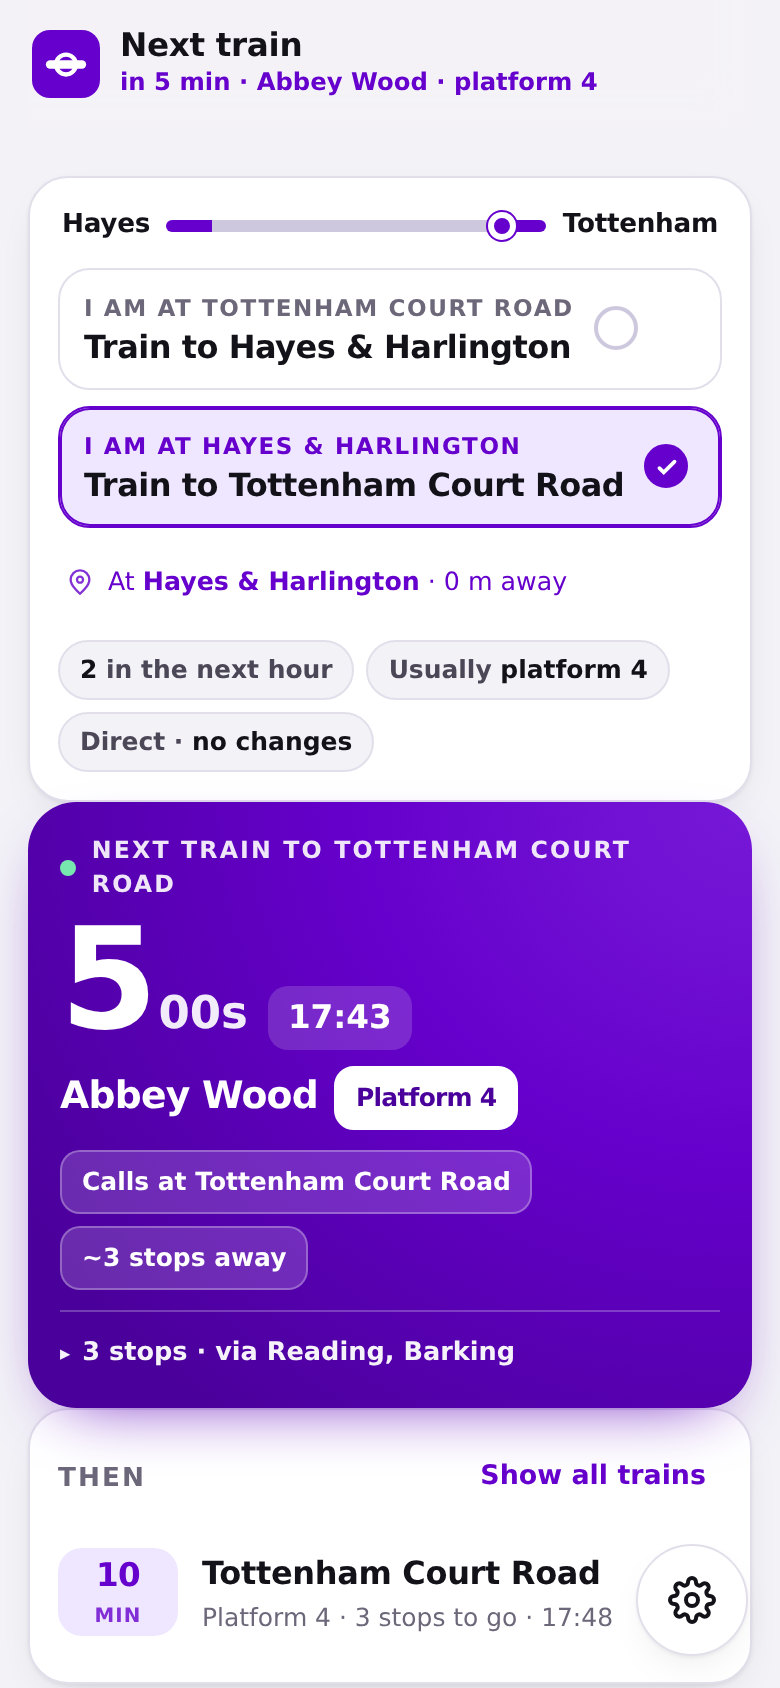 Next train
in 5 min · Abbey Wood · platform 4
Hayes
Tottenham
I AM AT TOTTENHAM COURT ROAD
Train to Hayes & Harlington
I AM AT HAYES & HARLINGTON
Train to Tottenham Court Road
At Hayes & Harlington · 0 m away
2 in the next hour
Usually platform 4
Direct · no changes
NEXT TRAIN TO TOTTENHAM COURT
ROAD
5 00s 17:43
Abbey Wood Platform 4
Calls at Tottenham Court Road
~3 stops away
▸ 3 stops · via Reading, Barking
THEN
Show all trains
10
MIN
Tottenham Court Road
Platform 4 · 3 stops to go · 17:48